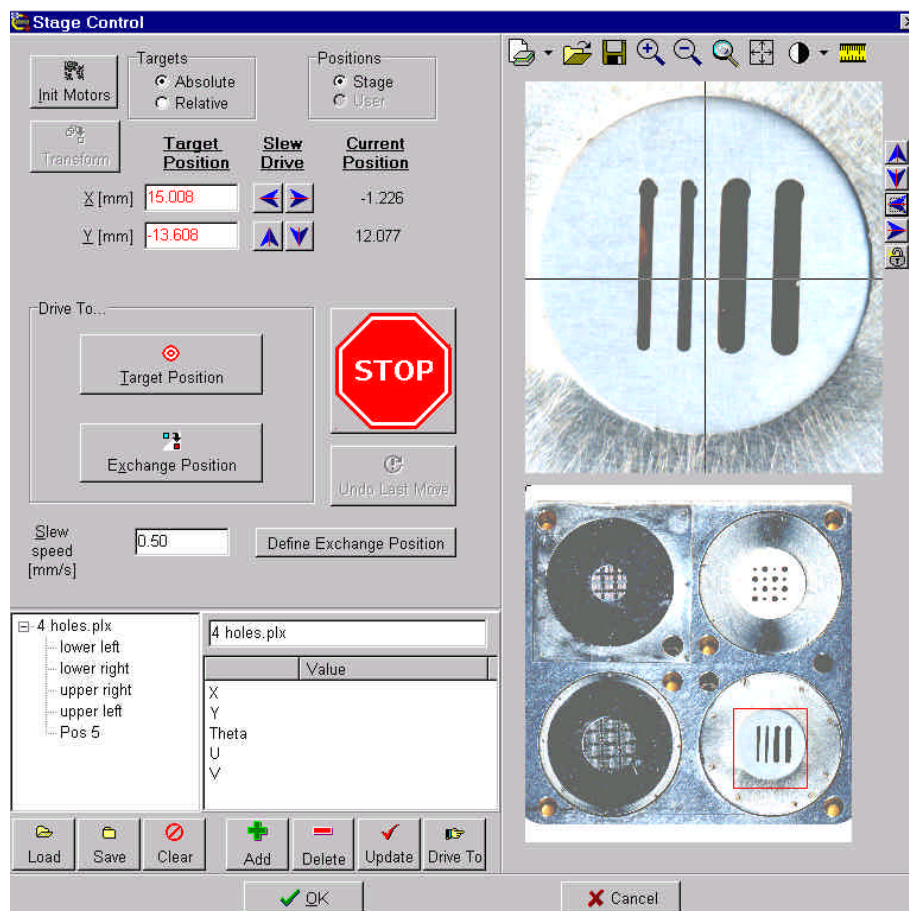 Stage Control
Init Motors
Targets
Absolute
Relative
Positions
Stage
User
Transform
Target Position
Slew Drive
Current Position
X [mm] 15.008 -1.226
Y [mm] -13.608 12.077
Drive To...
Target Position
STOP
Exchange Position
Undo Last Move
Slew speed [mm/s]
0.50
Define Exchange Position
4 holes.plx
lower left
lower right
upper right
upper left
Pos 5
4 holes.plx
Value
X
Y
Theta
U
V
Load Save Clear Add Delete Update Drive To
OK Cancel